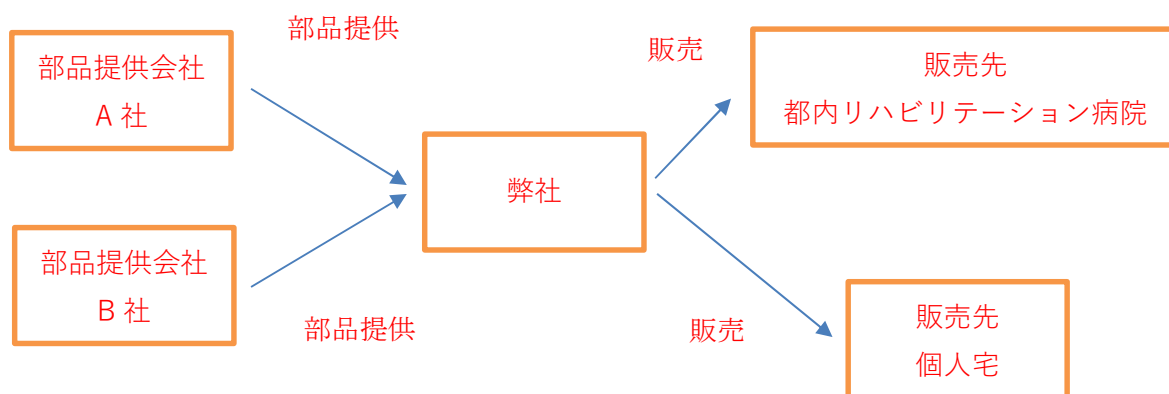 部品提供
部品提供会社
A 社
販売
販売先
都内リハビリテーション病院
弊社
部品提供会社
B 社
部品提供
販売
販売先
個人宅